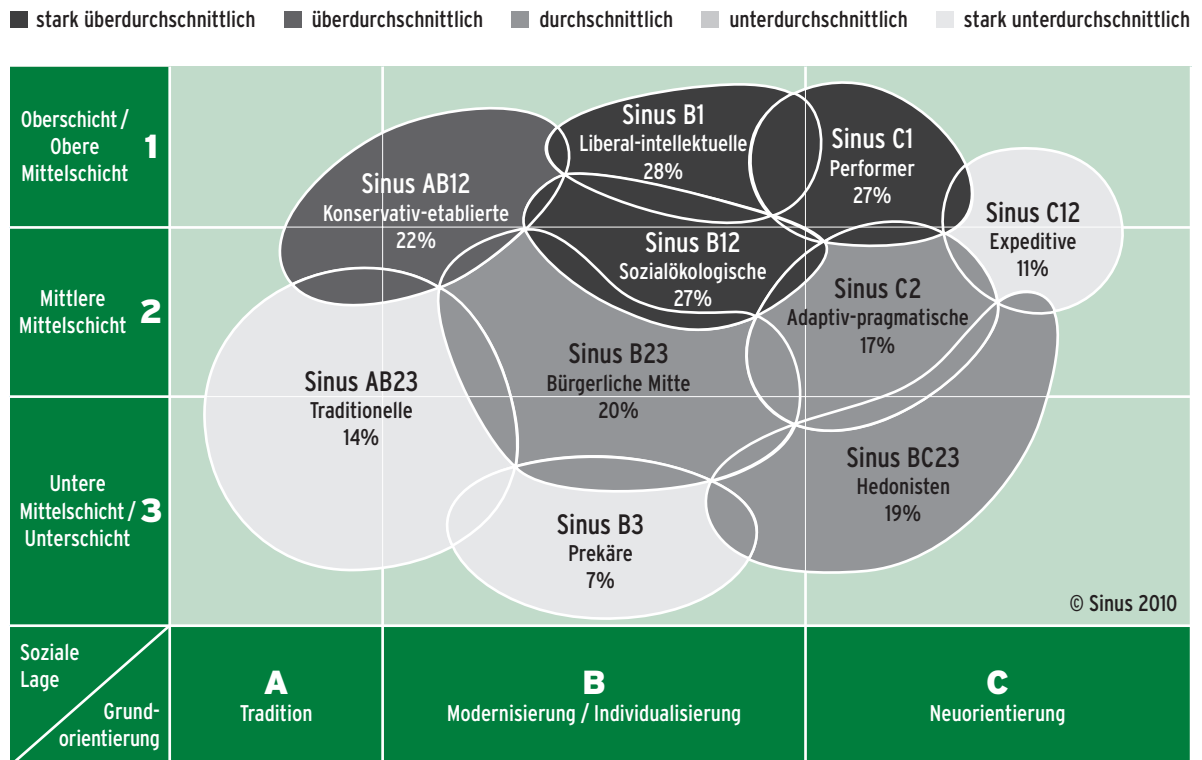 stark überdurchschnittlich
überdurchschnittlich
durchschnittlich
unterdurchschnittlich
stark unterdurchschnittlich
Oberschicht /
Obere
Mittelschicht
1
Mittlere
Mittelschicht
2
Untere
Mittelschicht /
Unterschicht
3
Sinus AB12
Konservativ-etablierte
22%
Sinus B1
Liberal-intellektuelle
28%
Sinus C1
Performer
27%
Sinus C12
Expeditive
11%
Sinus B12
Sozialökologische
27%
Sinus C2
Adaptiv-pragmatische
17%
Sinus AB23
Traditionelle
14%
Sinus B23
Bürgerliche Mitte
20%
Sinus BC23
Hedonisten
19%
Sinus B3
Prekäre
7%
© Sinus 2010
Soziale
Lage
Grund-
orientierung
A
Tradition
B
Modernisierung / Individualisierung
C
Neuorientierung